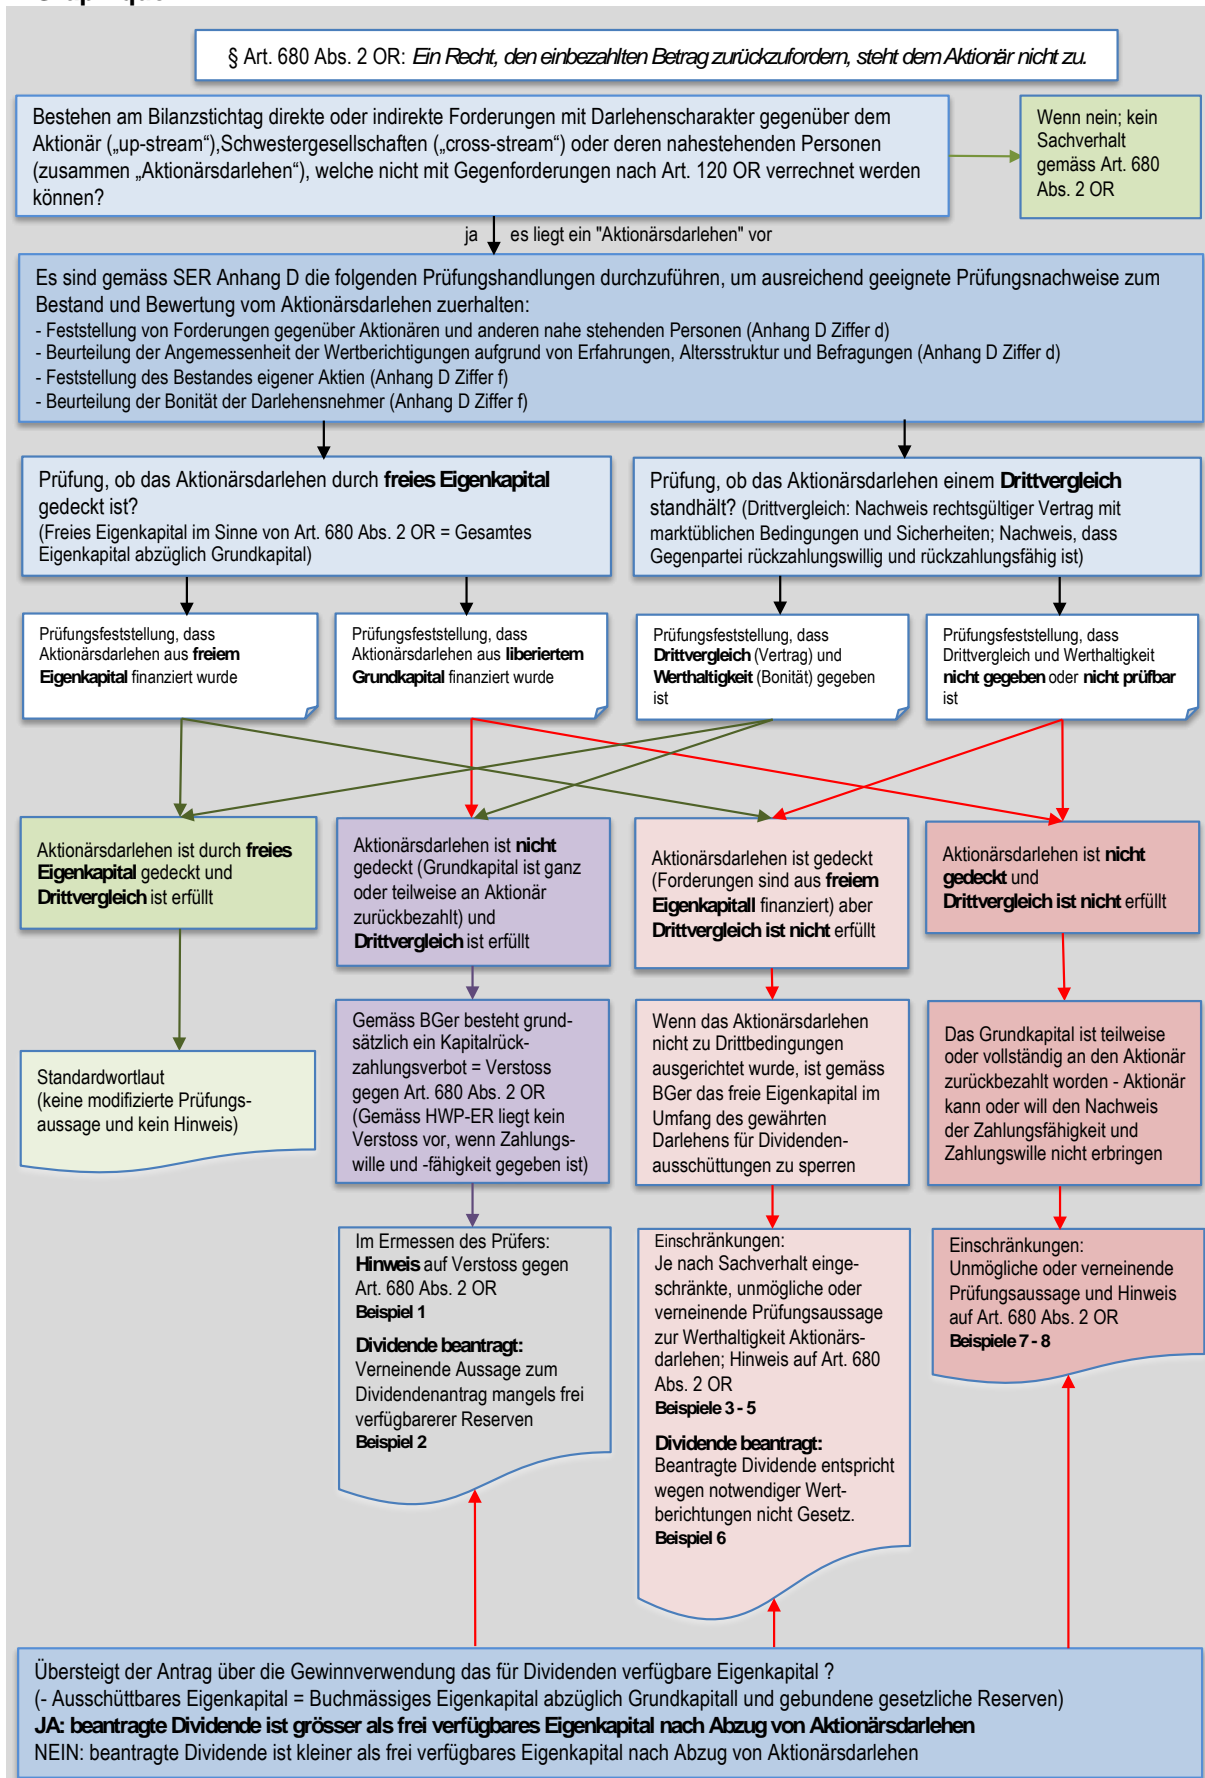 § Art. 680 Abs. 2 OR: Ein Recht, den einbezahlten Betrag zurückzufordern, steht dem Aktionär nicht zu.
Bestehen am Bilanzstichtag direkte oder indirekte Forderungen mit Darlehenscharakter gegenüber dem
Aktionär („up-stream“),Schwestergesellschaften („cross-stream“) oder deren nahestehenden Personen
(zusammen „Aktionärsdarlehen“), welche nicht mit Gegenforderungen nach Art. 120 OR verrechnet werden
können?
Wenn nein; kein
Sachverhalt
gemäss Art. 680
Abs. 2 OR
ja es liegt ein "Aktionärsdarlehen" vor
Es sind gemäss SER Anhang D die folgenden Prüfungshandlungen durchzuführen, um ausreichend geeignete Prüfungsnachweise zum
Bestand und Bewertung vom Aktionärsdarlehen zuerhalten:
- Feststellung von Forderungen gegenüber Aktionären und anderen nahe stehenden Personen (Anhang D Ziffer d)
- Beurteilung der Angemessenheit der Wertberichtigungen aufgrund von Erfahrungen, Altersstruktur und Befragungen (Anhang D Ziffer d)
- Feststellung des Bestandes eigener Aktien (Anhang D Ziffer f)
- Beurteilung der Bonität der Darlehensnehmer (Anhang D Ziffer f)
Prüfung, ob das Aktionärsdarlehen durch freies Eigenkapital
gedeckt ist?
(Freies Eigenkapital im Sinne von Art. 680 Abs. 2 OR = Gesamtes
Eigenkapital abzüglich Grundkapital)
Prüfung, ob das Aktionärsdarlehen einem Drittvergleich
standhält? (Drittvergleich: Nachweis rechtsgültiger Vertrag mit
marktüblichen Bedingungen und Sicherheiten; Nachweis, dass
Gegenpartei rückzahlungswillig und rückzahlungsfähig ist)
Prüfungsfeststellung, dass
Aktionärsdarlehen aus freiem
Eigenkapital finanziert wurde
Prüfungsfeststellung, dass
Aktionärsdarlehen aus liberiertem
Grundkapital finanziert wurde
Prüfungsfeststellung, dass
Drittvergleich (Vertrag) und
Werthaltigkeit (Bonität) gegeben
ist
Prüfungsfeststellung, dass
Drittvergleich und Werthaltigkeit
nicht gegeben oder nicht prüfbar
ist
Aktionärsdarlehen ist durch freies
Eigenkapital gedeckt und
Drittvergleich ist erfüllt
Aktionärsdarlehen ist nicht
gedeckt (Grundkapital ist ganz
oder teilweise an Aktionär
zurückbezahlt) und
Drittvergleich ist erfüllt
Aktionärsdarlehen ist gedeckt
(Forderungen sind aus freiem
Eigenkapitall finanziert) aber
Drittvergleich ist nicht erfüllt
Aktionärsdarlehen ist nicht
gedeckt und
Drittvergleich ist nicht erfüllt
Standardwortlaut
(keine modifizierte Prüfungs-
aussage und kein Hinweis)
Gemäss BGer besteht grund-
sätzlich ein Kapitalrück-
zahlungsverbot = Verstoss
gegen Art. 680 Abs. 2 OR
(Gemäss HWP-ER liegt kein
Verstoss vor, wenn Zahlungs-
wille und -fähigkeit gegeben ist)
Wenn das Aktionärsdarlehen
nicht zu Drittbedingungen
ausgerichtet wurde, ist gemäss
BGer das freie Eigenkapital im
Umfang des gewährten
Darlehens für Dividenden-
ausschüttungen zu sperren
Das Grundkapital ist teilweise
oder vollständig an den Aktionär
zurückbezahlt worden - Aktionär
kann oder will den Nachweis
der Zahlungsfähigkeit und
Zahlungswille nicht erbringen
Im Ermessen des Prüfers:
Hinweis auf Verstoss gegen
Art. 680 Abs. 2 OR
Beispiel 1
Dividende beantragt:
Verneinende Aussage zum
Dividendenantrag mangels frei
verfügbarerer Reserven
Beispiel 2
Einschränkungen:
Je nach Sachverhalt einge-
schränkte, unmögliche oder
verneinende Prüfungsaussage
zur Werthaltigkeit Aktionärs-
darlehen; Hinweis auf Art. 680
Abs. 2 OR
Beispiele 3 - 5
Dividende beantragt:
Beantragte Dividende entspricht
wegen notwendiger Wert-
berichtungen nicht Gesetz.
Beispiel 6
Einschränkungen:
Unmögliche oder verneinende
Prüfungsaussage und Hinweis
auf Art. 680 Abs. 2 OR
Beispiele 7 - 8
Übersteigt der Antrag über die Gewinnverwendung das für Dividenden verfügbare Eigenkapital ?
(- Ausschüttbares Eigenkapital = Buchmässiges Eigenkapital abzüglich Grundkapitall und gebundene gesetzliche Reserven)
JA: beantragte Dividende ist grösser als frei verfügbares Eigenkapital nach Abzug von Aktionärsdarlehen
NEIN: beantragte Dividende ist kleiner als frei verfügbares Eigenkapital nach Abzug von Aktionärsdarlehen